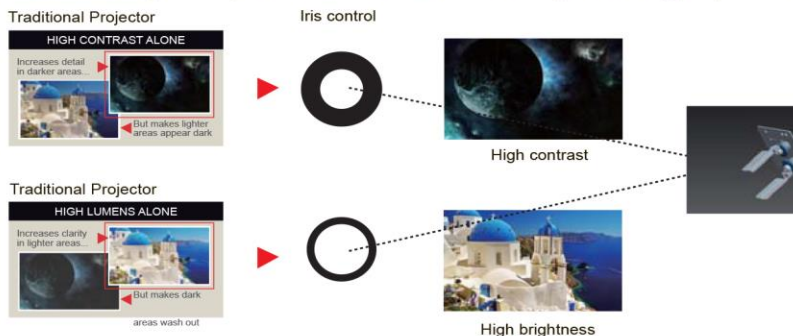 Traditional Projector
HIGH CONTRAST ALONE
Increases detail
in darker areas...
But makes lighter
areas appear dark
Iris control
High contrast
Traditional Projector
HIGH LUMENS ALONE
Increases clarity
in lighter areas...
But makes dark
areas wash out
High brightness